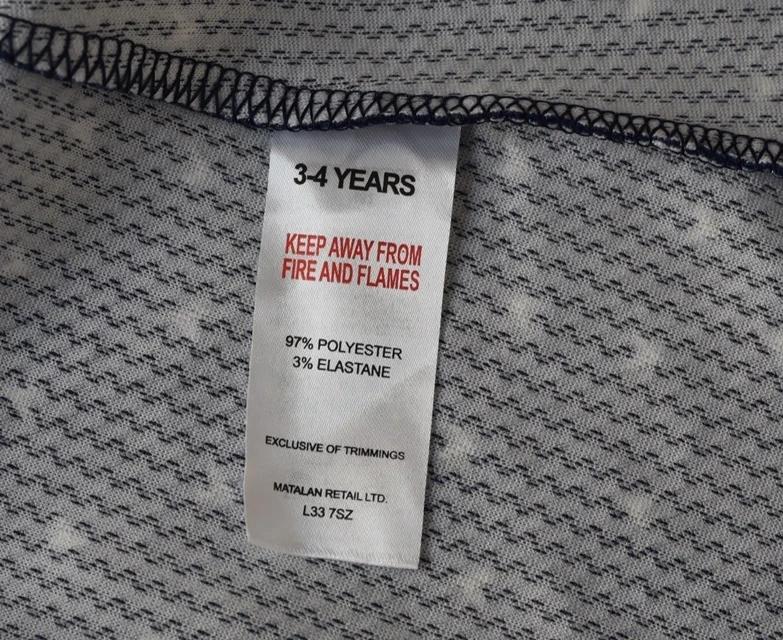 3-4 YEARS
KEEP AWAY FROM
FIRE AND FLAMES
97% POLYESTER
3% ELASTANE
EXCLUSIVE OF TRIMMINGS
MATALAN RETAIL LTD.
L33 7SZ